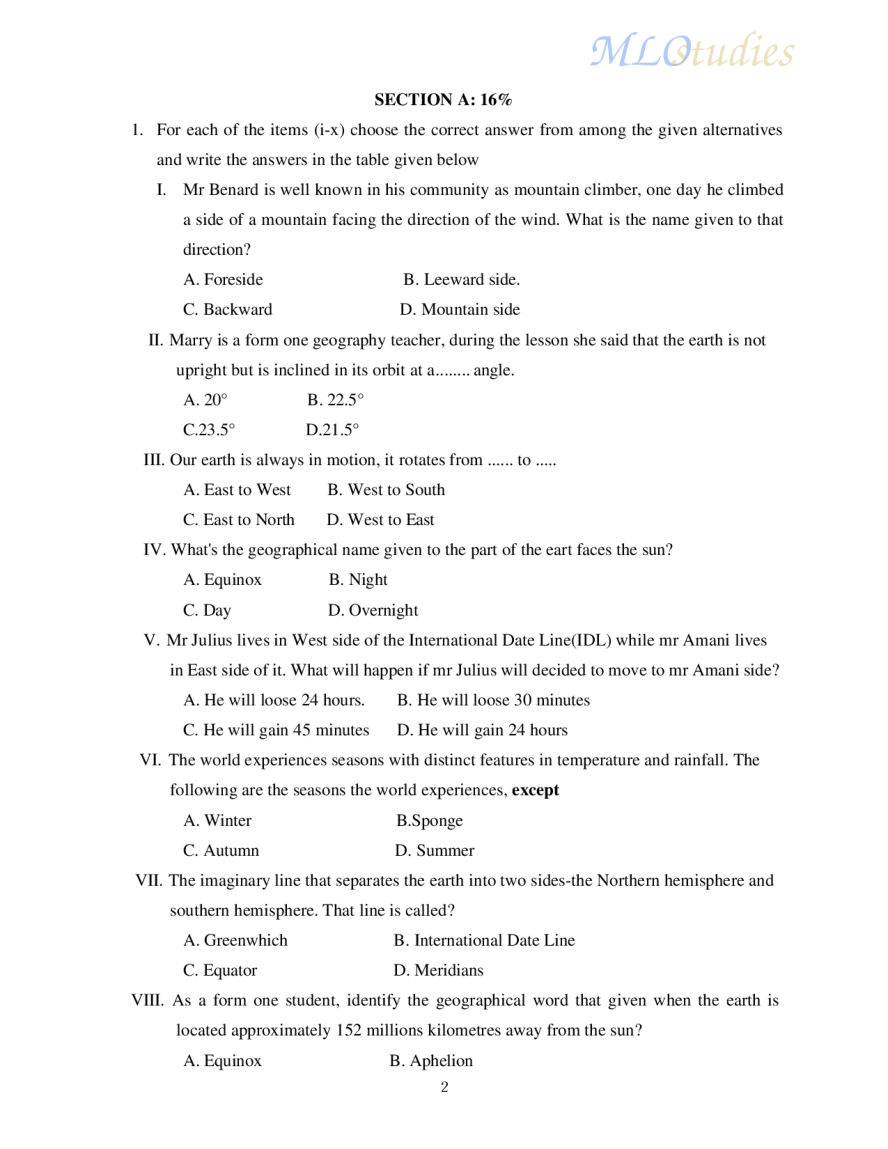 MLOstudies
SECTION A: 16%
1. For each of the items (i-x) choose the correct answer from among the given alternatives
and write the answers in the table given below
I. Mr Benard is well known in his community as mountain climber, one day he climbed
a side of a mountain facing the direction of the wind. What is the name given to that
direction?
A. Foreside B. Leeward side.
C. Backward D. Mountain side
II. Marry is a form one geography teacher, during the lesson she said that the earth is not
upright but is inclined in its orbit at a........ angle.
A. 20° B. 22.5°
C.23.5° D.21.5°
III. Our earth is always in motion, it rotates from ...... to .....
A. East to West B. West to South
C. East to North D. West to East
IV. What's the geographical name given to the part of the eart faces the sun?
A. Equinox B. Night
C. Day D. Overnight
V. Mr Julius lives in West side of the International Date Line(IDL) while mr Amani lives
in East side of it. What will happen if mr Julius will decided to move to mr Amani side?
A. He will loose 24 hours. B. He will loose 30 minutes
C. He will gain 45 minutes D. He will gain 24 hours
VI. The world experiences seasons with distinct features in temperature and rainfall. The
following are the seasons the world experiences, except
A. Winter B.Sponge
C. Autumn D. Summer
VII. The imaginary line that separates the earth into two sides-the Northern hemisphere and
southern hemisphere. That line is called?
A. Greenwhich B. International Date Line
C. Equator D. Meridians
VIII. As a form one student, identify the geographical word that given when the earth is
located approximately 152 millions kilometres away from the sun?
A. Equinox B. Aphelion
2